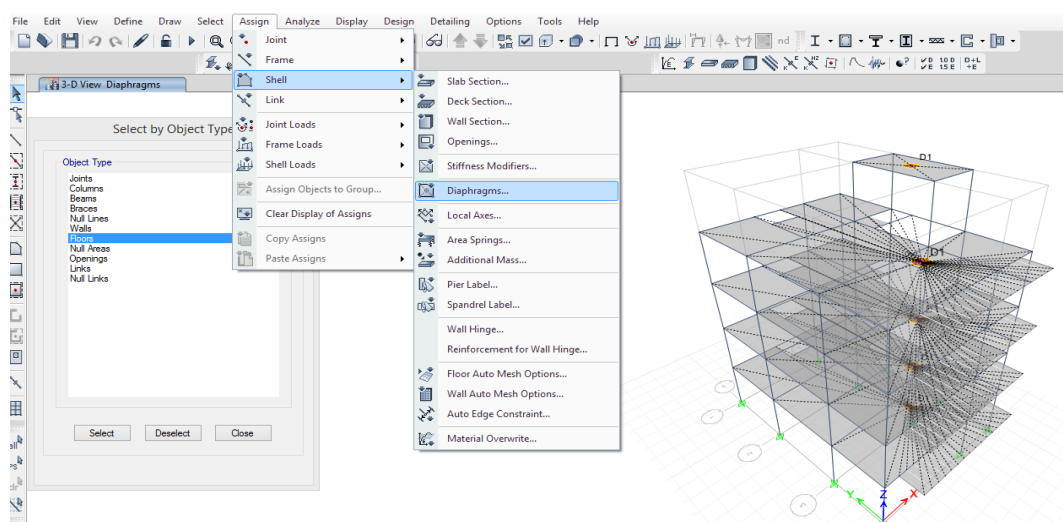 File Edit View Define Draw Select Assign Analyze Display Design Detailing Options Tools Help
nd
3-D View Diaphragms
Select by Object Type
Object Type
Joints
Columns
Beams
Braces
Null Lines
Walls
Floors
Null Areas
Openings
Links
Null Links
Select Deselect Close
Joint
Frame
Shell
Link
Joint Loads
Frame Loads
Shell Loads
Assign Objects to Group...
Clear Display of Assigns
Copy Assigns
Paste Assigns
Slab Section...
Deck Section...
Wall Section...
Openings...
Stiffness Modifiers...
Diaphragms...
Local Axes...
Area Springs...
Additional Mass...
Pier Label...
Spandrel Label...
Wall Hinge...
Reinforcement for Wall Hinge...
Floor Auto Mesh Options...
Wall Auto Mesh Options...
Auto Edge Constraint...
Material Overwrite...
D1
D1
Y Z X